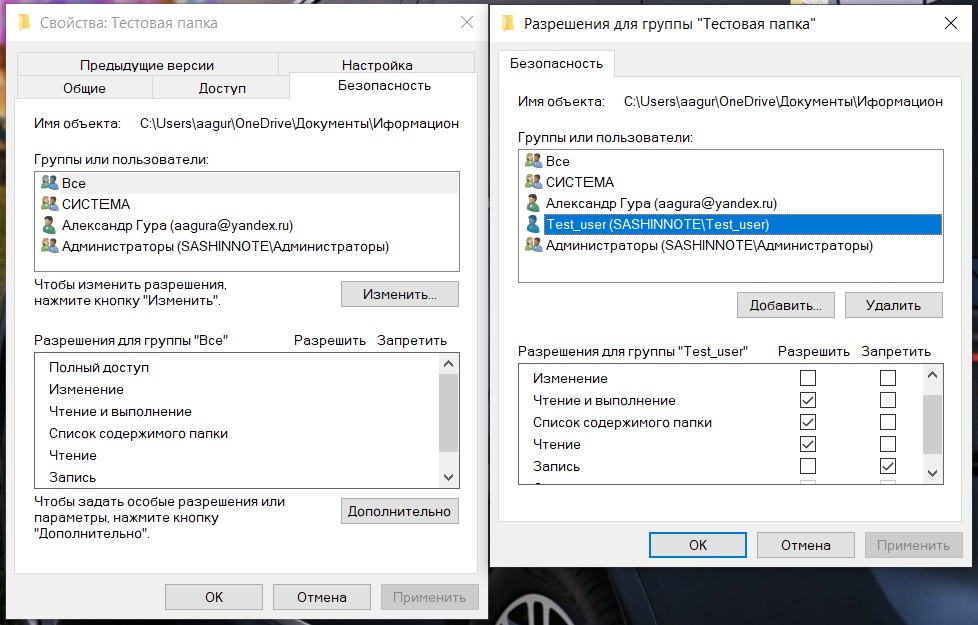 Свойства: Тестовая папка
Предыдущие версии
Настройка
Общие
Доступ
Безопасность
Имя объекта: C:\Users\aagur\OneDrive\Документы\Иформацион
Группы или пользователи:
Все
СИСТЕМА
Александр Гура (aagura@yandex.ru)
Администраторы (SASHINNOTE\Администраторы)
Чтобы изменить разрешения,
нажмите кнопку "Изменить".
Изменить...
Разрешения для группы "Все" Разрешить Запретить
Полный доступ
Изменение
Чтение и выполнение
Список содержимого папки
Чтение
Запись
Чтобы задать особые разрешения или
параметры, нажмите кнопку
"Дополнительно".
Дополнительно
OK
Отмена
Применить
Разрешения для группы "Тестовая папка"
Безопасность
Имя объекта: C:\Users\aagur\OneDrive\Документы\Иформацион
Группы или пользователи:
Все
СИСТЕМА
Александр Гура (aagura@yandex.ru)
Test_user (SASHINNOTE\Test_user)
Администраторы (SASHINNOTE\Администраторы)
Добавить...
Удалить
Разрешения для группы "Test_user" Разрешить Запретить
Изменение
Чтение и выполнение
Список содержимого папки
Чтение
Запись
OK
Отмена
Применить